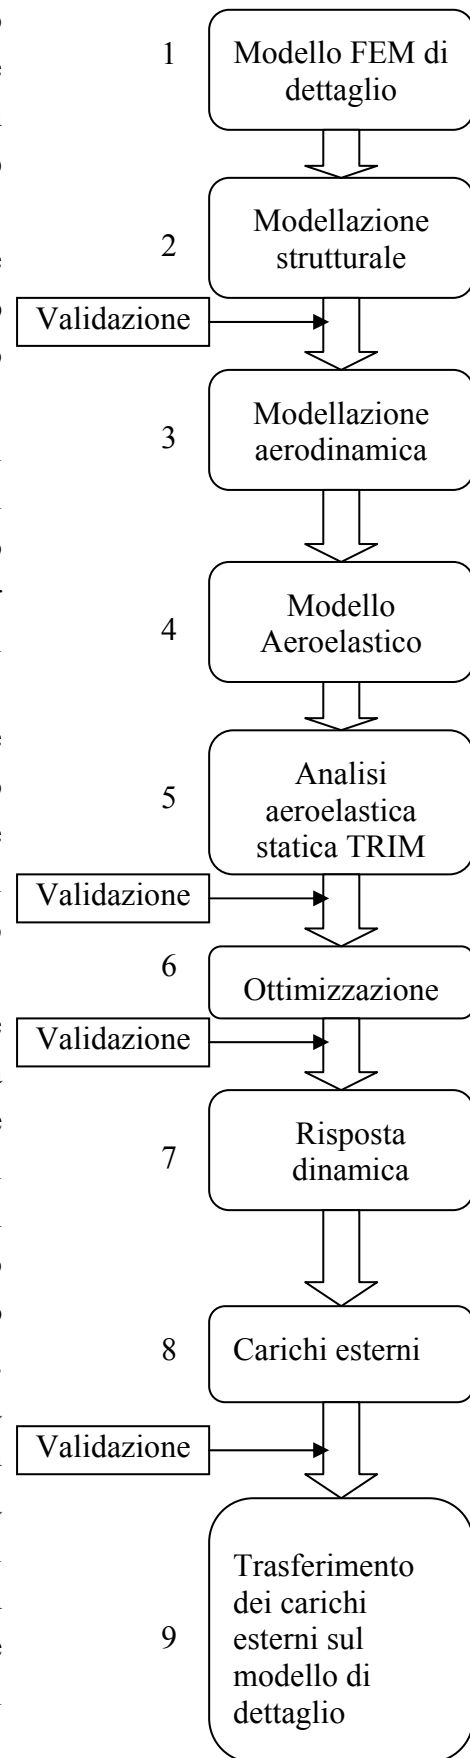 1
Modello FEM di
dettaglio
2
Modellazione
strutturale
Validazione
3
Modellazione
aerodinamica
4
Modello
Aeroelastico
5
Analisi
aeroelastica
statica TRIM
Validazione
6
Ottimizzazione
Validazione
7
Risposta
dinamica
8
Carichi esterni
Validazione
9
Trasferimento
dei carichi
esterni sul
modello di
dettaglio